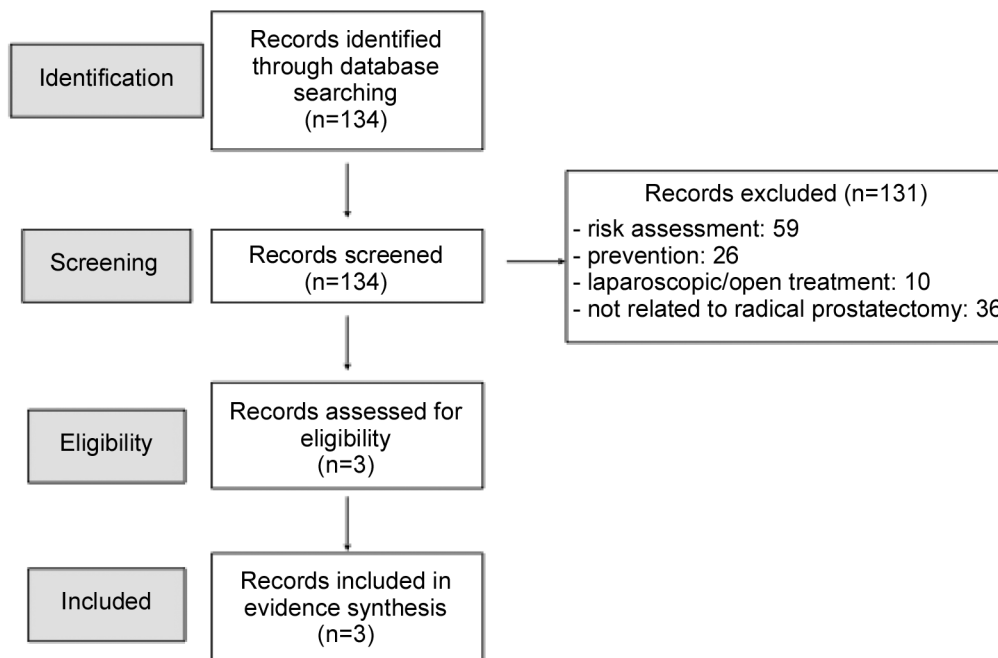 Identification
Records identified
through database
searching
(n=134)
Screening
Records screened
(n=134)
Records excluded (n=131)
- risk assessment: 59
- prevention: 26
- laparoscopic/open treatment: 10
- not related to radical prostatectomy: 36
Eligibility
Records assessed for
eligibility
(n=3)
Included
Records included in
evidence synthesis
(n=3)